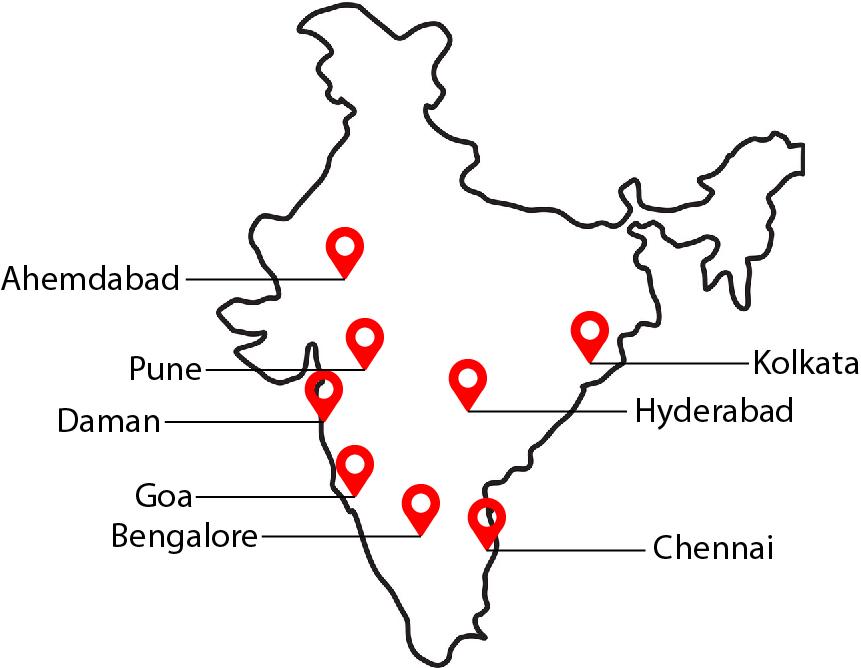 Ahemdabad
Pune
Kolkata
Daman
Hyderabad
Goa
Bengalore
Chennai